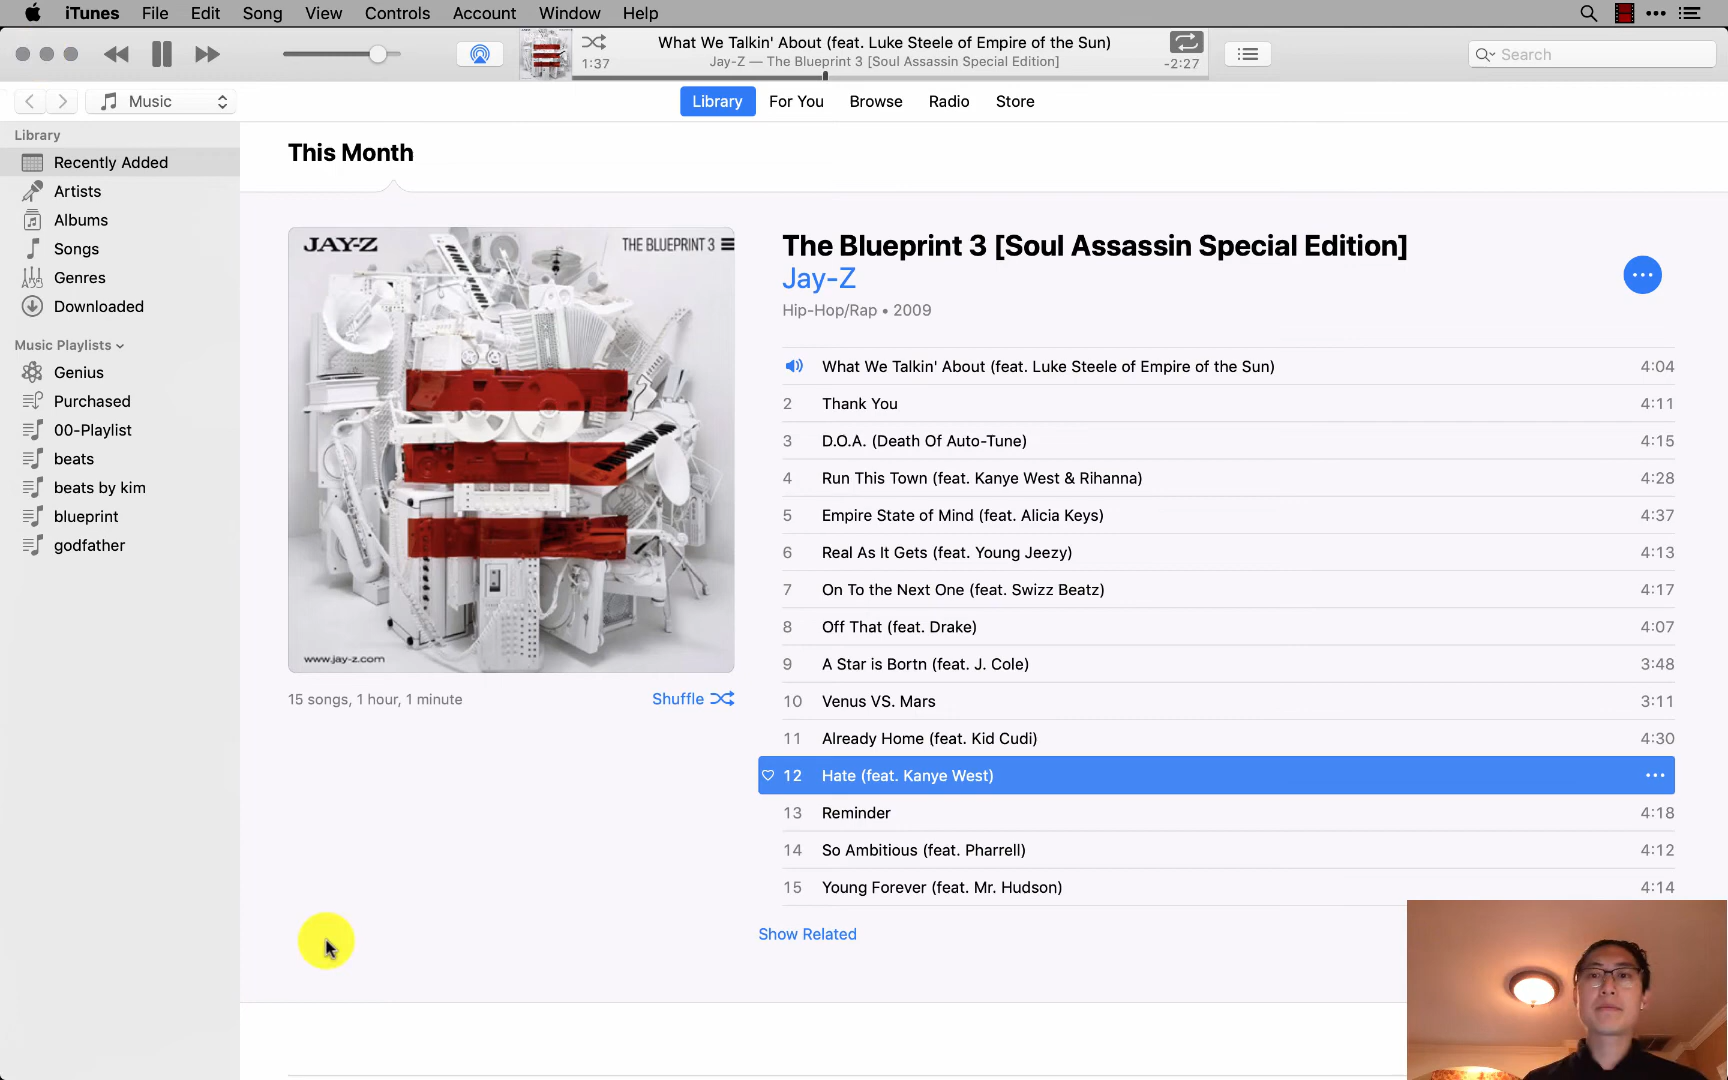 iTunes File Edit Song View Controls Account Window Help
What We Talkin' About (feat. Luke Steele of Empire of the Sun)
1:37 Jay-Z — The Blueprint 3 [Soul Assassin Special Edition] -2:27
Search
Music
Library For You Browse Radio Store
Library
Recently Added
Artists
Albums
Songs
Genres
Downloaded
Music Playlists
Genius
Purchased
00-Playlist
beats
beats by kim
blueprint
godfather
This Month
JAY-Z THE BLUEPRINT 3
www.jay-z.com
15 songs, 1 hour, 1 minute
Shuffle
The Blueprint 3 [Soul Assassin Special Edition]
Jay-Z
Hip-Hop/Rap • 2009
What We Talkin' About (feat. Luke Steele of Empire of the Sun) 4:04
2 Thank You 4:11
3 D.O.A. (Death Of Auto-Tune) 4:15
4 Run This Town (feat. Kanye West & Rihanna) 4:28
5 Empire State of Mind (feat. Alicia Keys) 4:37
6 Real As It Gets (feat. Young Jeezy) 4:13
7 On To the Next One (feat. Swizz Beatz) 4:17
8 Off That (feat. Drake) 4:07
9 A Star is Bortn (feat. J. Cole) 3:48
10 Venus VS. Mars 3:11
11 Already Home (feat. Kid Cudi) 4:30
12 Hate (feat. Kanye West)
13 Reminder 4:18
14 So Ambitious (feat. Pharrell) 4:12
15 Young Forever (feat. Mr. Hudson) 4:14
Show Related